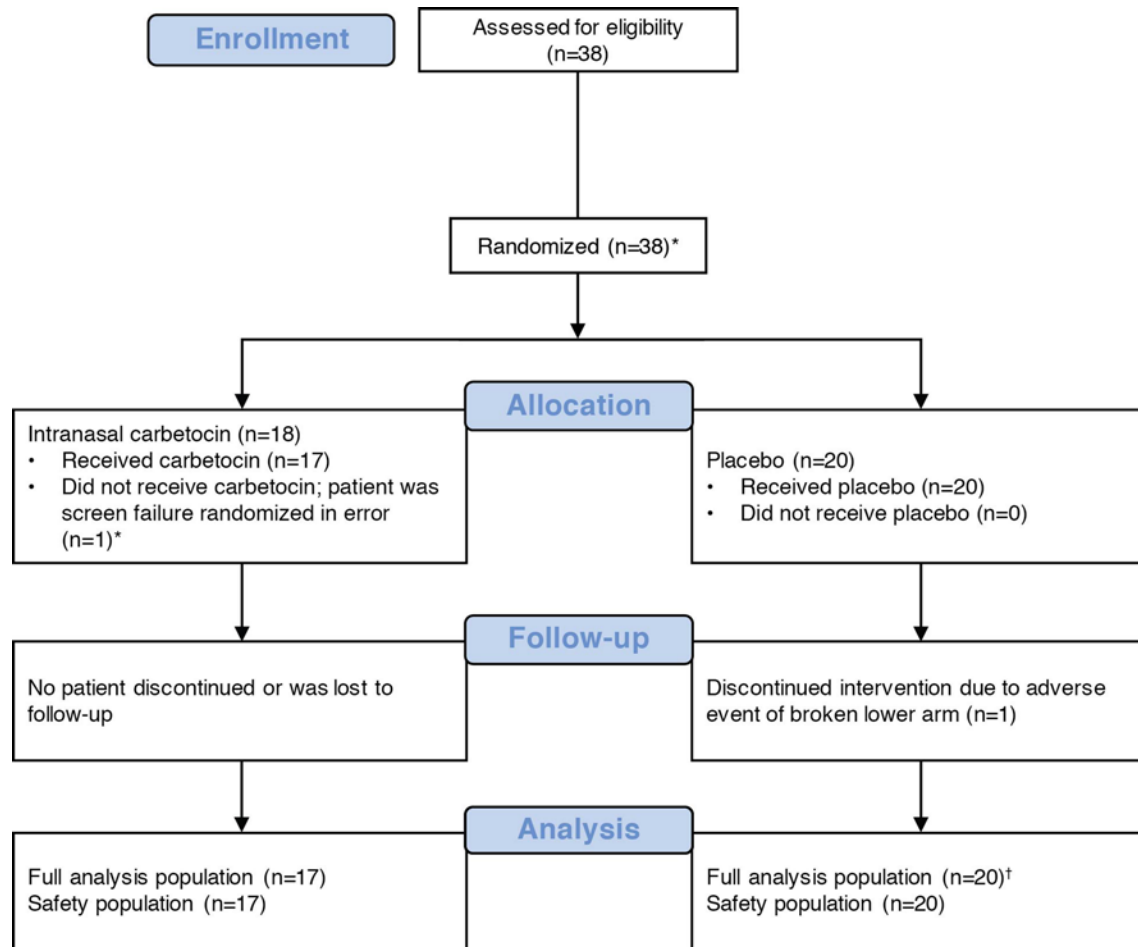 Enrollment
Assessed for eligibility
(n=38)
Randomized (n=38)*
Allocation
Intranasal carbetocin (n=18)
• Received carbetocin (n=17)
• Did not receive carbetocin; patient was
screen failure randomized in error
(n=1)*
Placebo (n=20)
• Received placebo (n=20)
• Did not receive placebo (n=0)
Follow-up
No patient discontinued or was lost to
follow-up
Discontinued intervention due to adverse
event of broken lower arm (n=1)
Analysis
Full analysis population (n=17)
Safety population (n=17)
Full analysis population (n=20)†
Safety population (n=20)